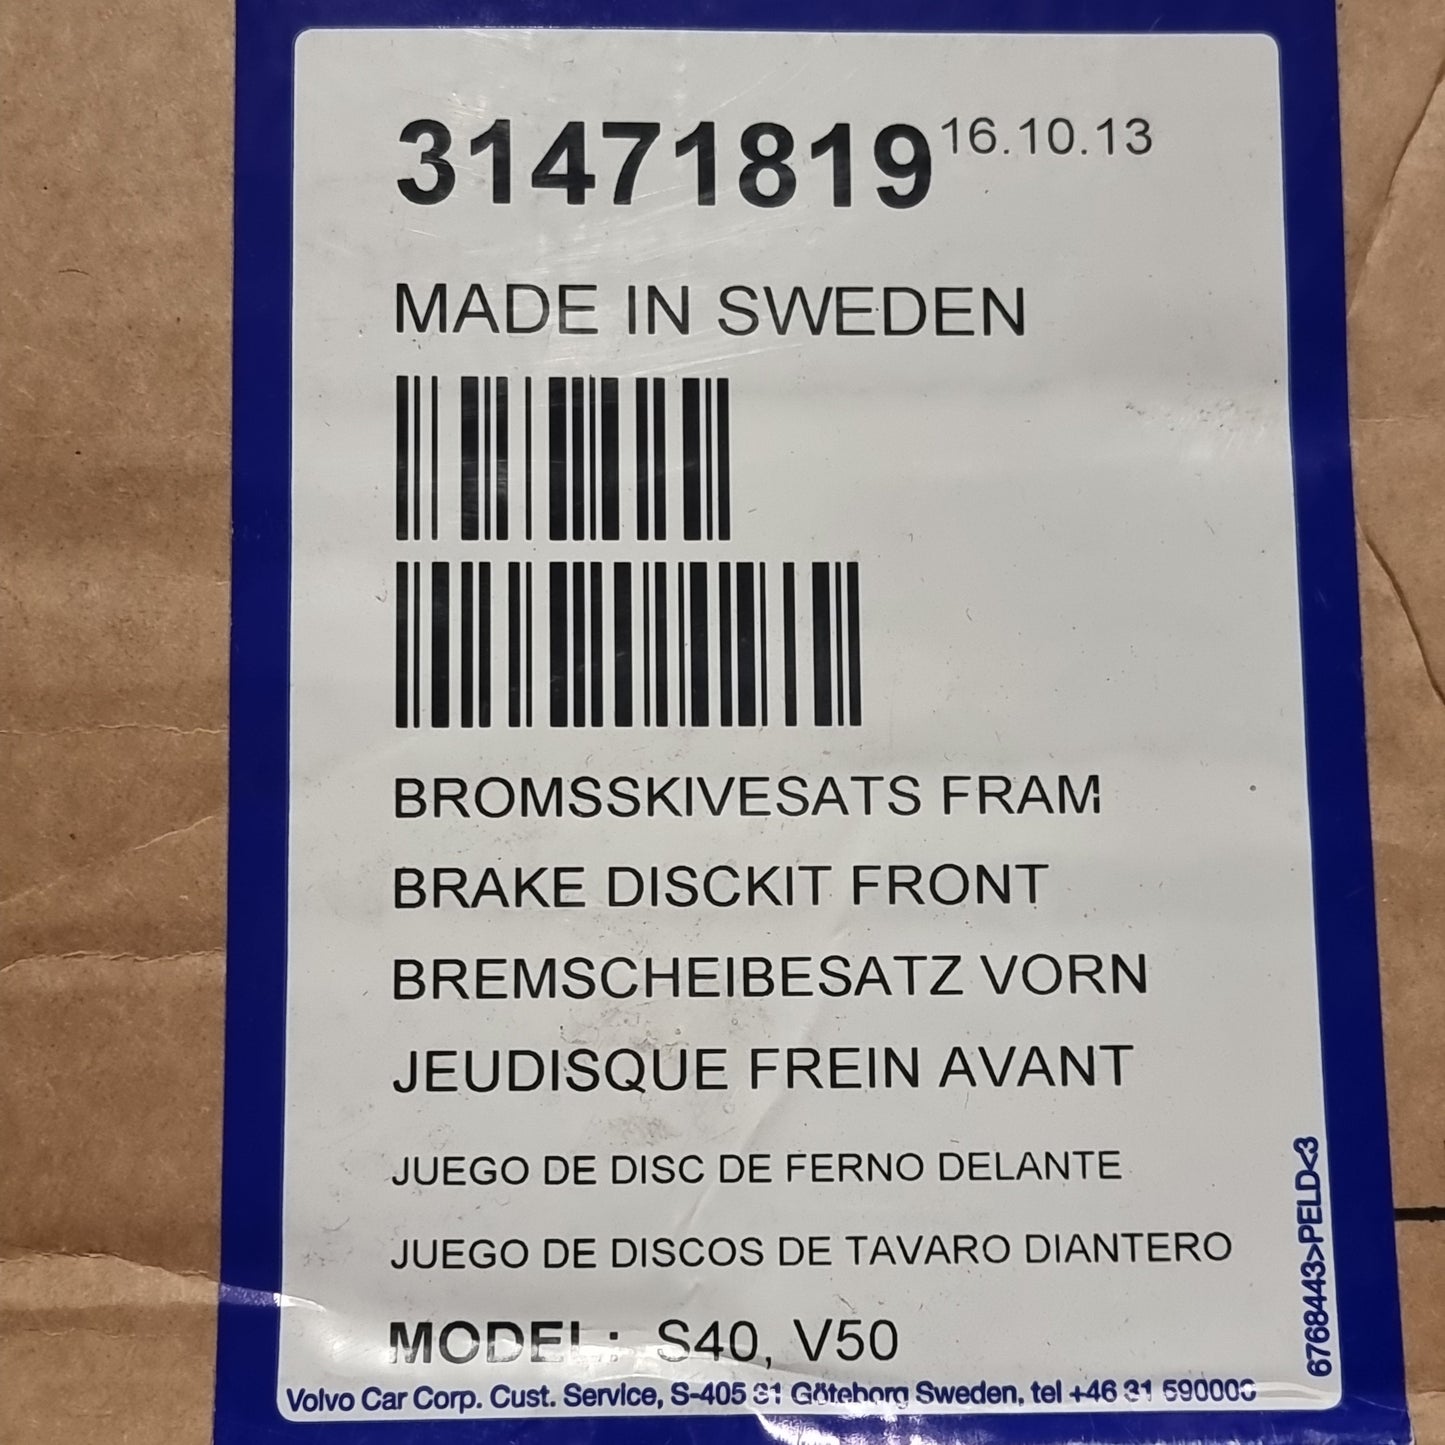 31471819 16.10.13
MADE IN SWEDEN
BROMSSKIVESATS FRAM
BRAKE DISCKIT FRONT
BREMSCHEIBESATZ VORN
JEUDISQUE FREIN AVANT
JUEGO DE DISC DE FERNO DELANTE
JUEGO DE DISCOS DE TAVARO DIANTERO
MODEL: S40, V50
Volvo Car Corp. Cust. Service, S-405 31 Göteborg Sweden, tel +46 31 590000
6768443>PELD<3